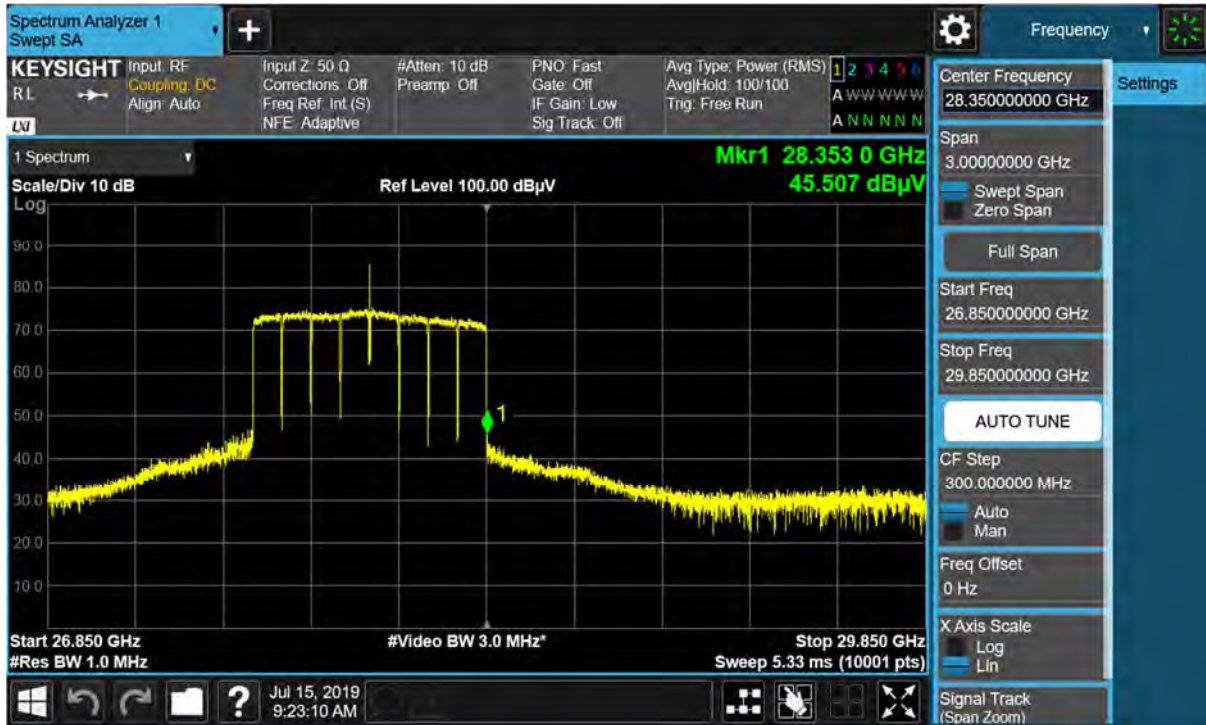 Spectrum Analyzer 1
Swept SA
Frequency
KEYSIGHT
RL
LXI
Input: RF
Coupling: DC
Align: Auto
Input Z: 50 Ω
Corrections: Off
Freq Ref: Int (S)
NFE: Adaptive
#Atten: 10 dB
Preamp: Off
PNO: Fast
Gate: Off
IF Gain: Low
Sig Track: Off
Avg Type: Power (RMS)
Avg|Hold: 100/100
Trig: Free Run
1 2 3 4 5 6
A W W W W W
A N N N N N
1 Spectrum
Scale/Div 10 dB
Ref Level 100.00 dBµV
Mkr1 28.353 0 GHz
45.507 dBµV
Log
90.0
80.0
70.0
60.0
50.0
40.0
30.0
20.0
10.0
1
Start 26.850 GHz
#Res BW 1.0 MHz
#Video BW 3.0 MHz*
Stop 29.850 GHz
Sweep 5.33 ms (10001 pts)
Center Frequency
28.350000000 GHz
Settings
Span
3.00000000 GHz
Swept Span
Zero Span
Full Span
Start Freq
26.850000000 GHz
Stop Freq
29.850000000 GHz
AUTO TUNE
CF Step
300.000000 MHz
Auto
Man
Freq Offset
0 Hz
X Axis Scale
Log
Lin
Signal Track
(Span Zoom)
?
Jul 15, 2019
9:23:10 AM